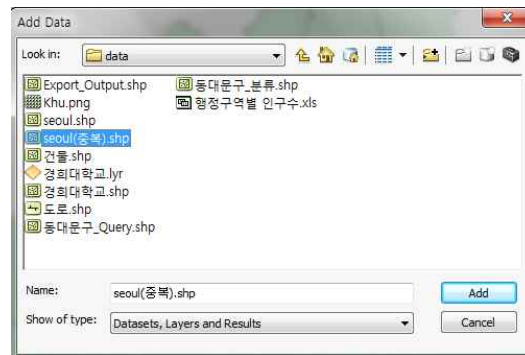 Add Data
Look in: data
Export_Output.shp
Khu.png
seoul.shp
seoul(중복).shp
건물.shp
경희대학교.lyr
경희대학교.shp
도로.shp
동대문구_Query.shp
동대문구_분류.shp
행정구역별 인구수.xls
Name: seoul(중복).shp Add
Show of type: Datasets, Layers and Results Cancel